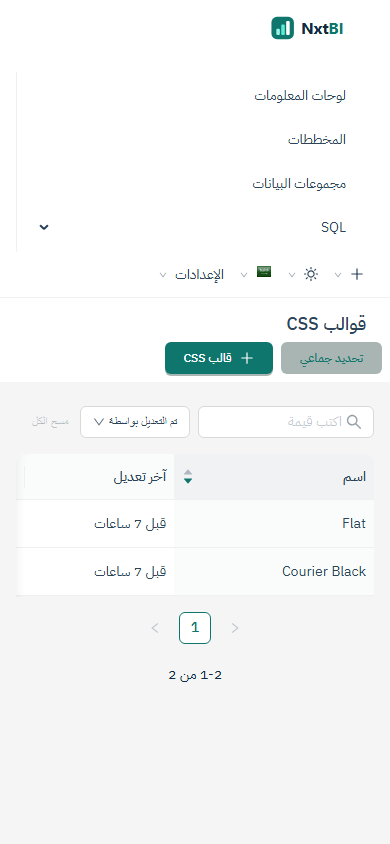 NxtBI
لوحات المعلومات
المخططات
مجموعات البيانات
SQL
الإعدادات
قوالب CSS
تحديد جماعي
قالب CSS
اكتب قيمة
تم التعديل بواسطة
مسح الكل
اسم
آخر تعديل
Flat
قبل 7 ساعات
Courier Black
قبل 7 ساعات
1
1-2 من 2